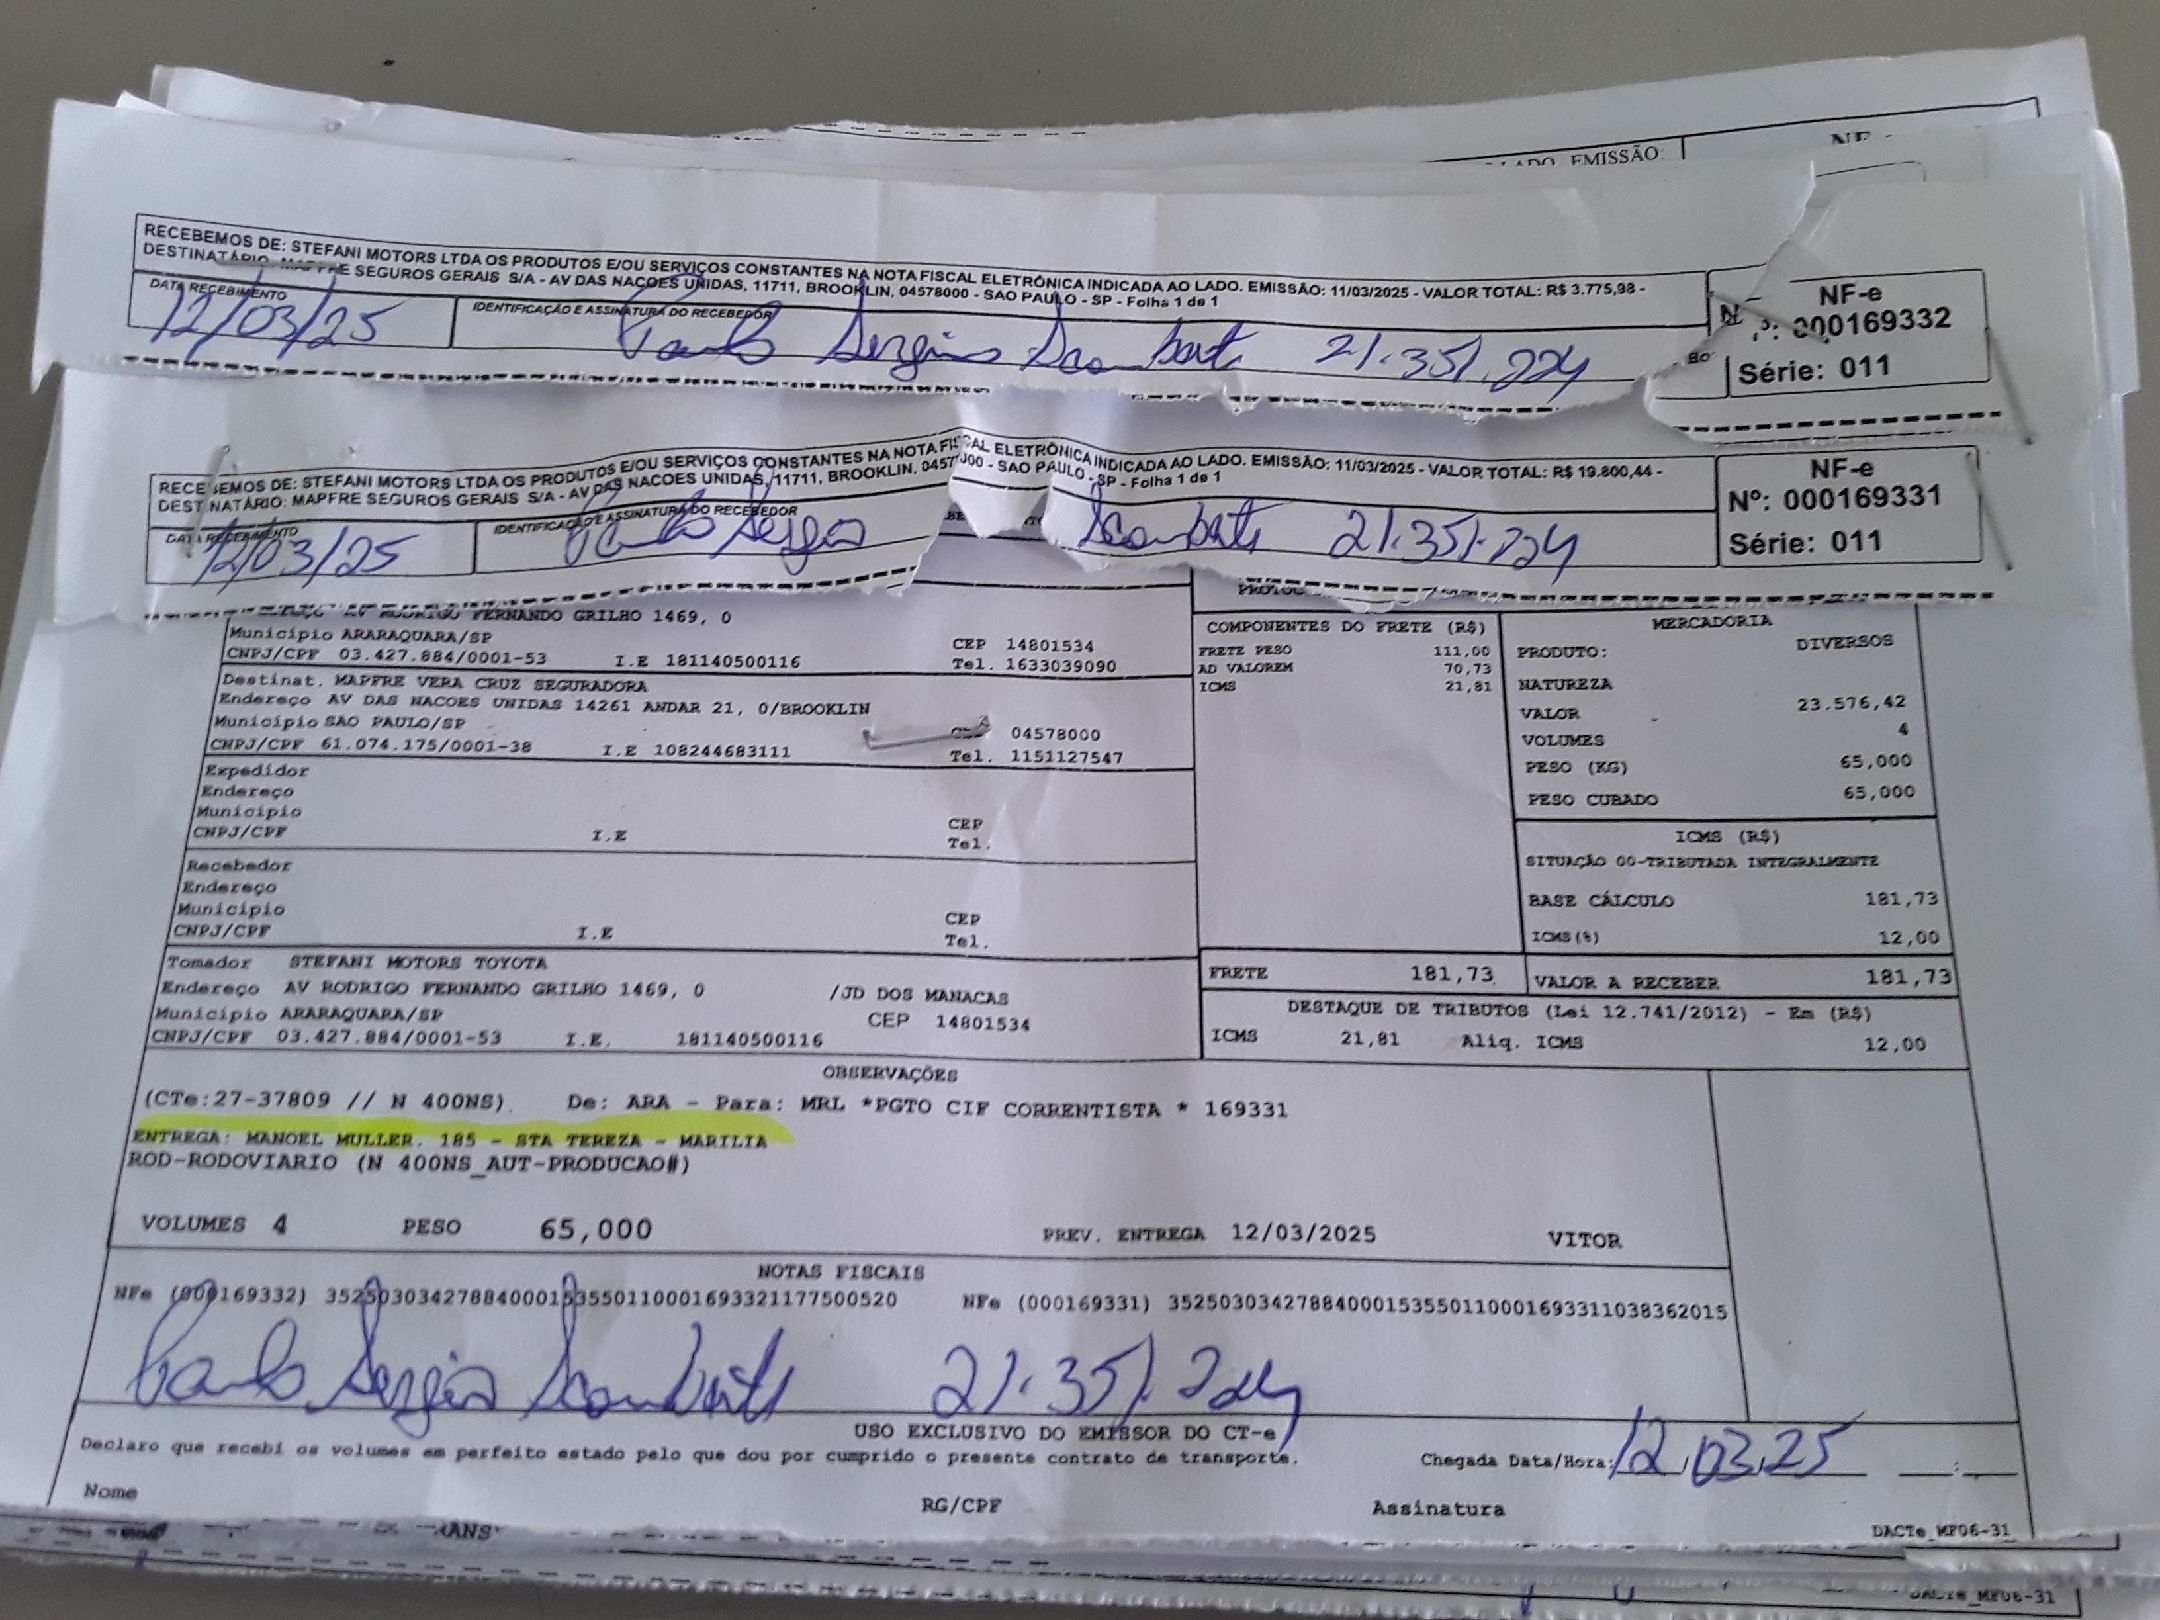 LADO. EMISSÃO:
RECEBEMOS DE: STEFANI MOTORS LTDA OS PRODUTOS E/OU SERVIÇOS CONSTANTES NA NOTA FISCAL ELETRÔNICA INDICADA AO LADO. EMISSÃO: 11/03/2025 - VALOR TOTAL: R$ 3.775,98 -
DESTINATÁRIO: MAPFRE SEGUROS GERAIS S/A - AV DAS NACOES UNIDAS, 11711, BROOKLIN, 04578000 - SAO PAULO - SP - Folha 1 de 1
NF-e
Nº: 000169332
Série: 011
DATA RECEBIMENTO
IDENTIFICAÇÃO E ASSINATURA DO RECEBEDOR
12/03/25 Paulo Sergio 21.351.224
RECEBEMOS DE: STEFANI MOTORS LTDA OS PRODUTOS E/OU SERVIÇOS CONSTANTES NA NOTA FISCAL ELETRÔNICA INDICADA AO LADO. EMISSÃO: 11/03/2025 - VALOR TOTAL: R$ 19.800,44 -
DESTINATÁRIO: MAPFRE SEGUROS GERAIS S/A - AV DAS NACOES UNIDAS, 11711, BROOKLIN, 04578000 - SAO PAULO - SP - Folha 1 de 1
NF-e
Nº: 000169331
Série: 011
DATA RECEBIMENTO
IDENTIFICAÇÃO E ASSINATURA DO RECEBEDOR
12/03/25 Paulo Sergio 21.351.224
AV RODRIGO FERNANDO GRILHO 1469, 0
Município ARARAQUARA/SP CEP 14801534
CNPJ/CPF 03.427.884/0001-53 I.E 181140500116 Tel. 1633039090
Destinat. MAPFRE VERA CRUZ SEGURADORA
Endereço AV DAS NACOES UNIDAS 14261 ANDAR 21, 0/BROOKLIN
Município SAO PAULO/SP 04578000
CNPJ/CPF 61.074.175/0001-38 I.E 108244683111 Tel. 1151127547
Expedidor
Endereço
Município CEP
CNPJ/CPF I.E Tel.
Recebedor
Endereço
Município CEP
CNPJ/CPF I.E Tel.
Tomador STEFANI MOTORS TOYOTA
Endereço AV RODRIGO FERNANDO GRILHO 1469, 0 /JD DOS MANACAS
Município ARARAQUARA/SP CEP 14801534
CNPJ/CPF 03.427.884/0001-53 I.E. 181140500116
COMPONENTES DO FRETE (R$)
FRETE PESO 111,00
AD VALOREM 70,73
ICMS 21,81
MERCADORIA
PRODUTO: DIVERSOS
NATUREZA
VALOR 23.576,42
VOLUMES 4
PESO (KG) 65,000
PESO CUBADO 65,000
ICMS (R$)
SITUAÇÃO 00-TRIBUTADA INTEGRALMENTE
BASE CÁLCULO 181,73
ICMS(%) 12,00
FRETE 181,73 VALOR A RECEBER 181,73
DESTAQUE DE TRIBUTOS (Lei 12.741/2012) - Em (R$)
ICMS 21,81 Aliq. ICMS 12,00
OBSERVAÇÕES
(CTe:27-37809 // N 400NS). De: ARA - Para: MRL *PGTO CIF CORRENTISTA * 169331
ENTREGA: MANOEL MULLER, 185 - STA TEREZA - MARILIA
ROD-RODOVIARIO (N 400NS_AUT-PRODUCAO#)
VOLUMES 4 PESO 65,000 PREV. ENTREGA 12/03/2025 VITOR
NOTAS FISCAIS
NFe (000169332) 35250303427884000153550110001693321177500520 NFe (000169331) 35250303427884000153550110001693311038362015
Paulo Sergio 21.351.224
USO EXCLUSIVO DO EMISSOR DO CT-e
Declaro que recebi os volumes em perfeito estado pelo que dou por cumprido o presente contrato de transporte. Chegada Data/Hora: 12.03.25
Nome RG/CPF Assinatura
DACTe_MF06-31
DACTe_MF06-31